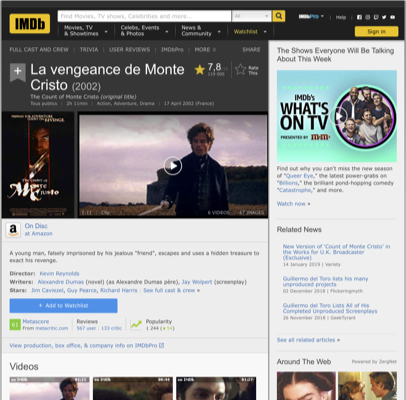 IMDb
Find Movies, TV shows, Celebrities and more...
All
Movies, TV & Showtimes
Celebs, Events & Photos
News & Community
Watchlist
IMDbPro
Help
Sign in
FULL CAST AND CREW | TRIVIA | USER REVIEWS | IMDbPro | MORE
SHARE
La vengeance de Monte Cristo (2002)
7,8
Rate This
The Count of Monte Cristo (original title)
Tous publics | 2h 11min | Action, Adventure, Drama | 17 April 2002 (France)
Clip
6 VIDEOS
67 IMAGES
On Disc
at Amazon
A young man, falsely imprisoned by his jealous "friend", escapes and uses a hidden treasure to exact his revenge.
Director: Kevin Reynolds
Writers: Alexandre Dumas (novel) (as Alexandre Dumas père), Jay Wolpert (screenplay)
Stars: Jim Caviezel, Guy Pearce, Richard Harris | See full cast & crew »
+ Add to Watchlist
61
Metascore
From metacritic.com
Reviews
567 user | 133 critic
Popularity
1 244
View production, box office, & company info on IMDbPro
Videos
The Shows Everyone Will Be Talking About This Week
IMDb's
WHAT'S ON TV
PRESENTED BY
Find out why you can't miss the new season of "Queer Eye," the latest power-grabs on "Billions," the brilliant pond-hopping comedy "Catastrophe," and more.
Watch now »
Related News
New Version of 'Count of Monte Cristo' in the Works for U.K. Broadcaster (Exclusive)
14 January 2019 | Variety
Guillermo del Toro lists his many unproduced projects
03 December 2018 | Flickeringmyth
Guillermo del Toro Lists All of His Completed Unproduced Screenplays
26 November 2018 | GeekTyrant
See all related articles »
Around The Web
Powered by ZergNet